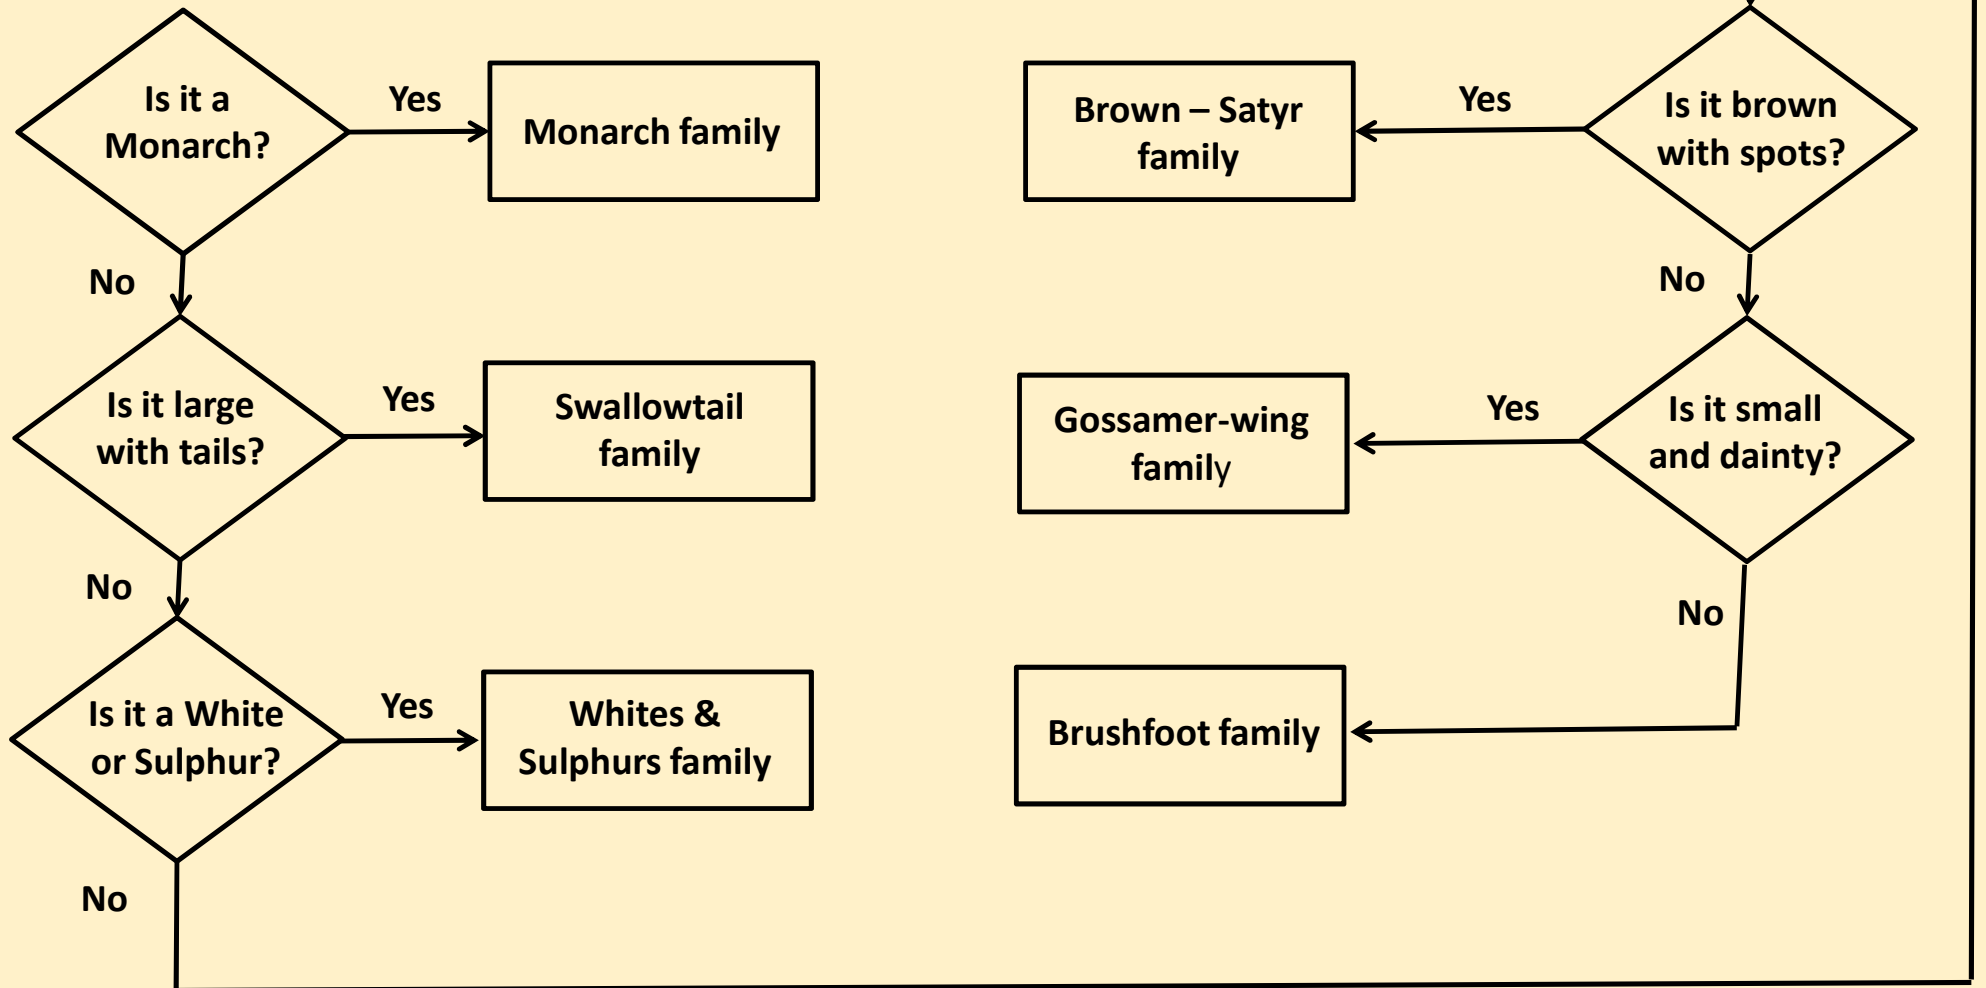 Is it a
Monarch?
Yes
Monarch family
No
Is it large
with tails?
Yes
Swallowtail
family
No
Is it a White
or Sulphur?
Yes
Whites &
Sulphurs family
No
Is it brown
with spots?
Yes
Brown – Satyr
family
No
Is it small
and dainty?
Yes
Gossamer-wing
family
No
Brushfoot family